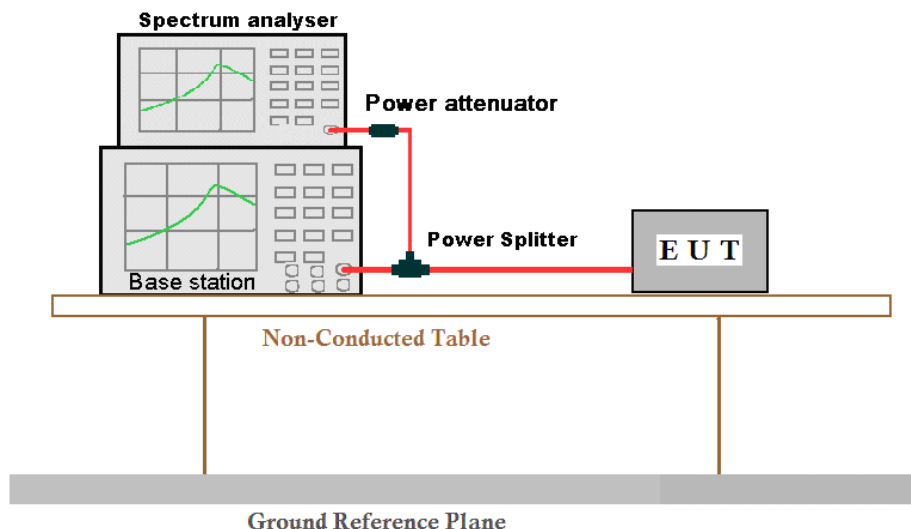 Spectrum analyser
Power attenuator
Power Splitter
E U T
Base station
Non-Conducted Table
Ground Reference Plane